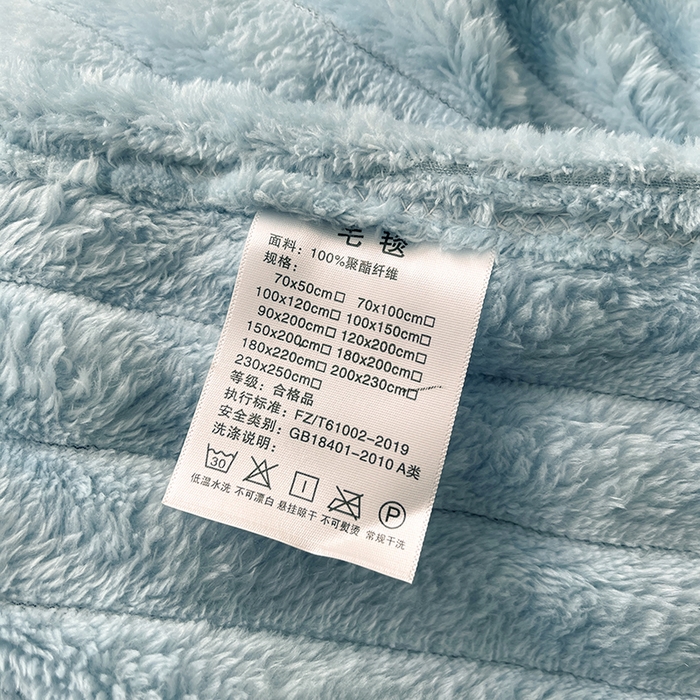 毛毯
面料：100%聚酯纤维
规格：
70x50cm□ 70x100cm□
100x120cm□ 100x150cm□
90x200cm□ 120x200cm□
150x200cm□ 180x200cm□
180x220cm□ 200x230cm□
230x250cm□
等级：合格品
执行标准：FZ/T61002-2019
安全类别：GB18401-2010 A类
洗涤说明：
30 P
低温水洗 不可漂白 悬挂晾干 不可熨烫 常规干洗